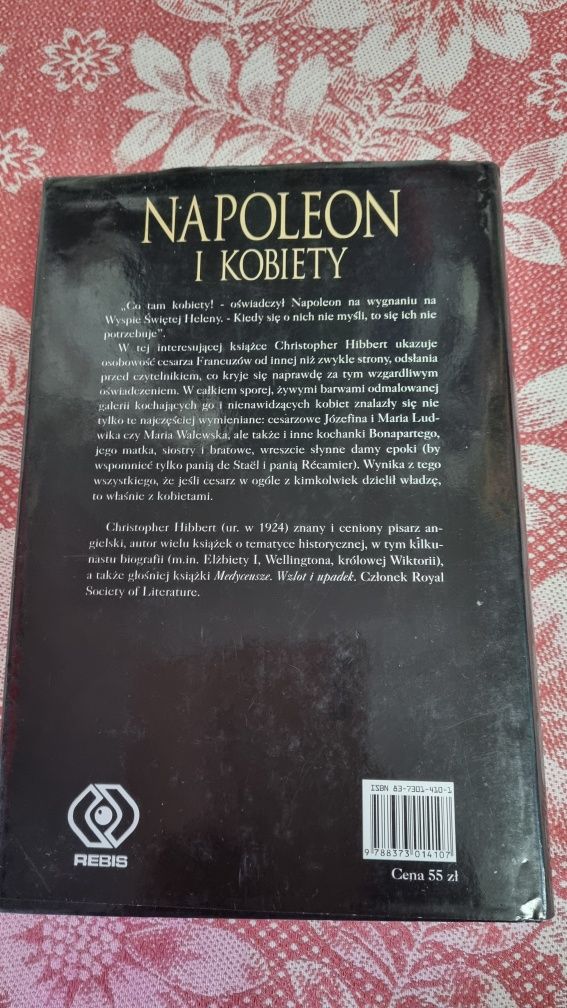 NAPOLEON
I KOBIETY
„Co tam kobiety! - oświadczył Napoleon na wygnaniu na
Wyspie Świętej Heleny. - Kiedy się o nich nie myśli, to się ich nie
potrzebuje”.
W tej interesującej książce Christopher Hibbert ukazuje
osobowość cesarza Francuzów od innej niż zwykle strony, odsłania
przed czytelnikiem, co kryje się naprawdę za tym wzgardliwym
oświadczeniem. W całkiem sporej, żywymi barwami odmalowanej
galerii kochających go i nienawidzących kobiet znalazły się nie
tylko te najczęściej wymieniane: cesarzowe Józefina i Maria Lud-
wika czy Maria Walewska, ale także i inne kochanki Bonapartego,
jego matka, siostry i bratowe, wreszcie słynne damy epoki (by
wspomnieć tylko panią de Staël i panią Récamier). Wynika z tego
wszystkiego, że jeśli cesarz w ogóle z kimkolwiek dzielił władzę,
to właśnie z kobietami.
Christopher Hibbert (ur. w 1924) znany i ceniony pisarz an-
gielski, autor wielu książek o tematyce historycznej, w tym kilku-
nastu biografii (m.in. Elżbiety I, Wellingtona, królowej Wiktorii),
a także głośniej książki Medyceusze. Wzlot i upadek. Członek Royal
Society of Literature.
ISBN 83-7301-410-1
9 788373 014107
REBIS
Cena 55 zł